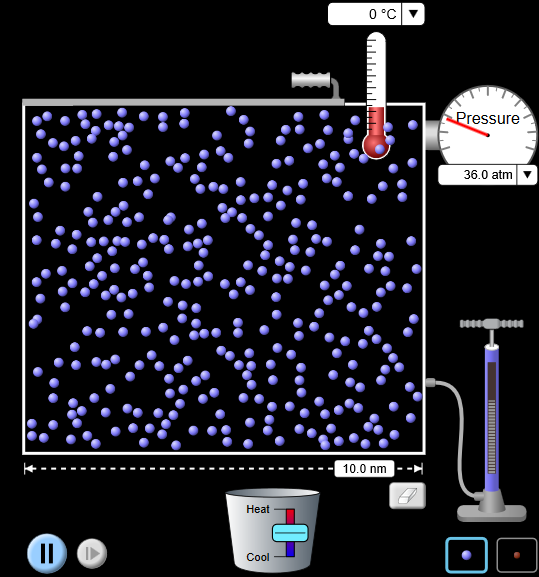 0 °C
Pressure
36.0 atm
10.0 nm
Heat
Cool